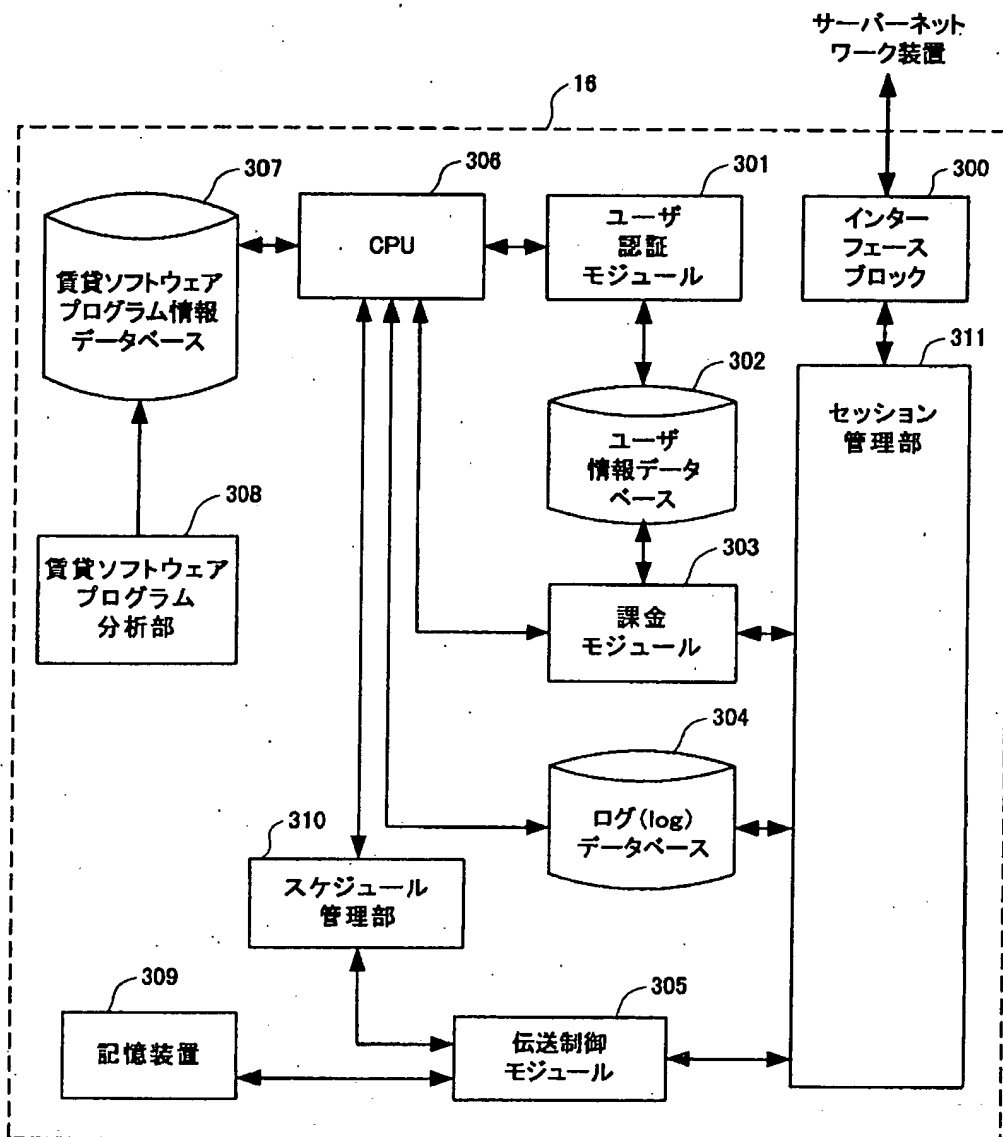 サーバーネット
ワーク装置
16
307
306
301
300
賃貸ソフトウェア
プログラム情報
データベース
CPU
ユーザ
認証
モジュール
インター
フェース
ブロック
302
311
ユーザ
情報データ
ベース
セッション
管理部
308
賃貸ソフトウェア
プログラム
分析部
303
課金
モジュール
304
ログ(log)
データベース
310
スケジュール
管理部
309
記憶装置
305
伝送制御
モジュール